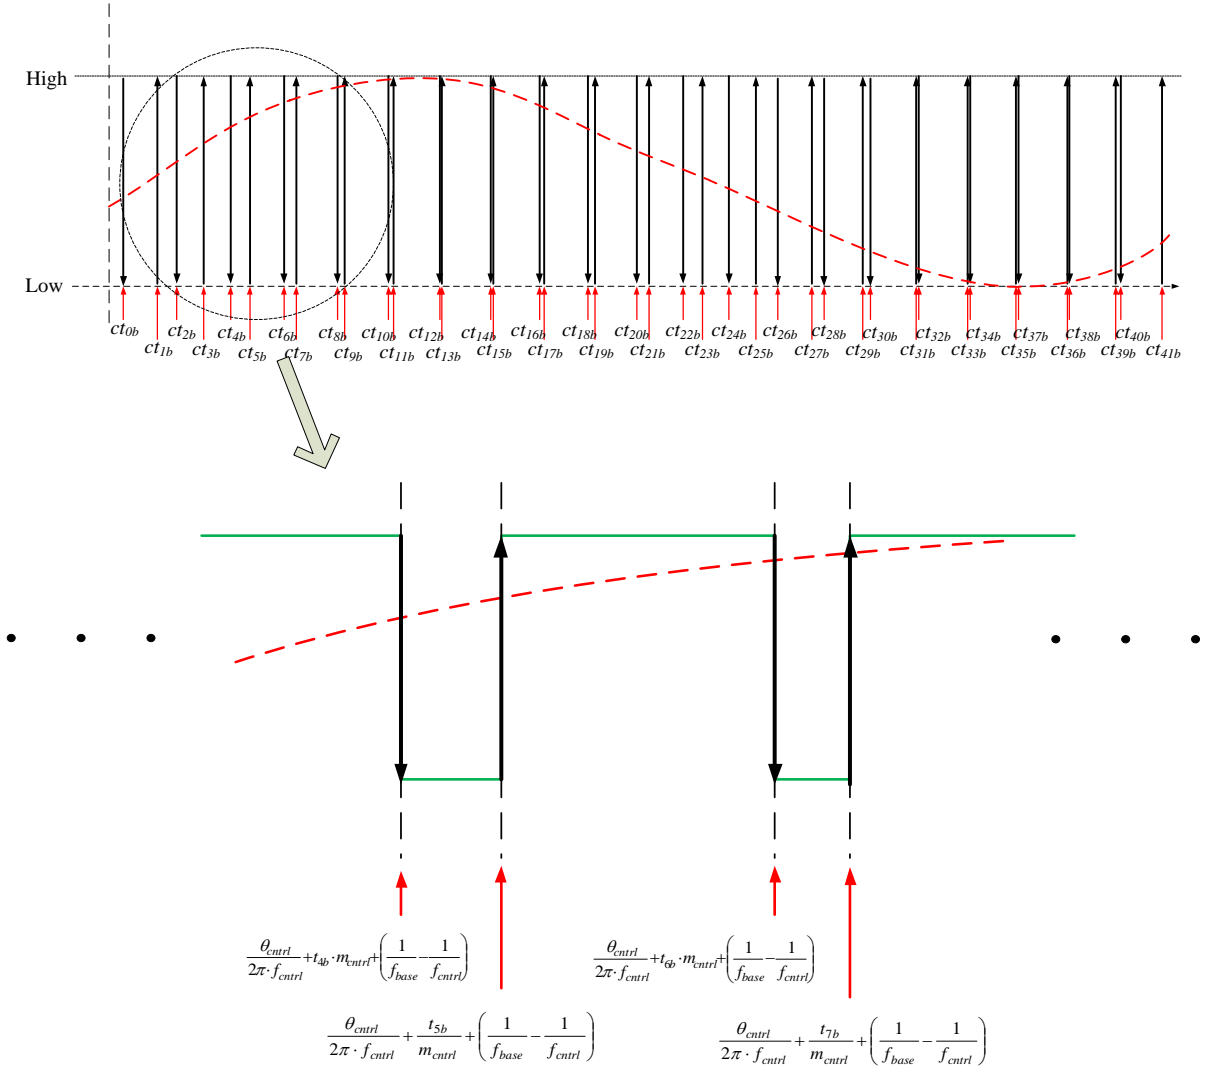 High
Low
ct0b ct2b ct4b ct6b ct8b ct10b ct12b ct14b ct16b ct18b ct20b ct22b ct24b ct26b ct28b ct30b ct32b ct34b ct37b ct38b ct40b
ct1b ct3b ct5b ct7b ct9b ct11b ct13b ct15b ct17b ct19b ct21b ct23b ct25b ct27b ct29b ct31b ct33b ct35b ct36b ct39b ct41b
θcntrl/(2π·fcntrl)+t4b·mcntrl+(1/fbase−1/fcntrl) θcntrl/(2π·fcntrl)+t6b·mcntrl+(1/fbase−1/fcntrl)
θcntrl/(2π·fcntrl)+t5b/mcntrl+(1/fbase−1/fcntrl) θcntrl/(2π·fcntrl)+t7b/mcntrl+(1/fbase−1/fcntrl)